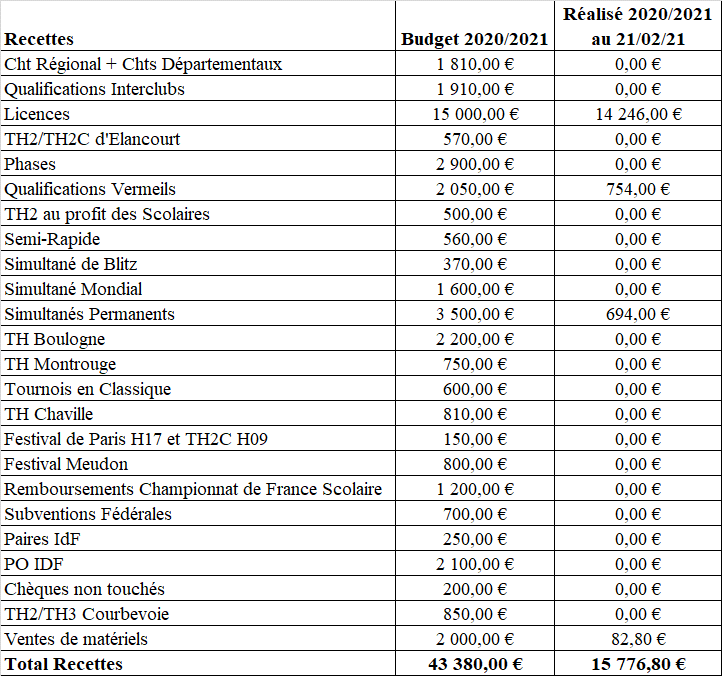 Recettes Budget 2020/2021 Réalisé 2020/2021 au 21/02/21
Cht Régional + Chts Départementaux 1 810,00 € 0,00 €
Qualifications Interclubs 1 910,00 € 0,00 €
Licences 15 000,00 € 14 246,00 €
TH2/TH2C d'Elancourt 570,00 € 0,00 €
Phases 2 900,00 € 0,00 €
Qualifications Vermeils 2 050,00 € 754,00 €
TH2 au profit des Scolaires 500,00 € 0,00 €
Semi-Rapide 560,00 € 0,00 €
Simultané de Blitz 370,00 € 0,00 €
Simultané Mondial 1 600,00 € 0,00 €
Simultanés Permanents 3 500,00 € 694,00 €
TH Boulogne 2 200,00 € 0,00 €
TH Montrouge 750,00 € 0,00 €
Tournois en Classique 600,00 € 0,00 €
TH Chaville 810,00 € 0,00 €
Festival de Paris H17 et TH2C H09 150,00 € 0,00 €
Festival Meudon 800,00 € 0,00 €
Remboursements Championnat de France Scolaire 1 200,00 € 0,00 €
Subventions Fédérales 700,00 € 0,00 €
Paires IdF 250,00 € 0,00 €
PO IDF 2 100,00 € 0,00 €
Chèques non touchés 200,00 € 0,00 €
TH2/TH3 Courbevoie 850,00 € 0,00 €
Ventes de matériels 2 000,00 € 82,80 €
Total Recettes 43 380,00 € 15 776,80 €